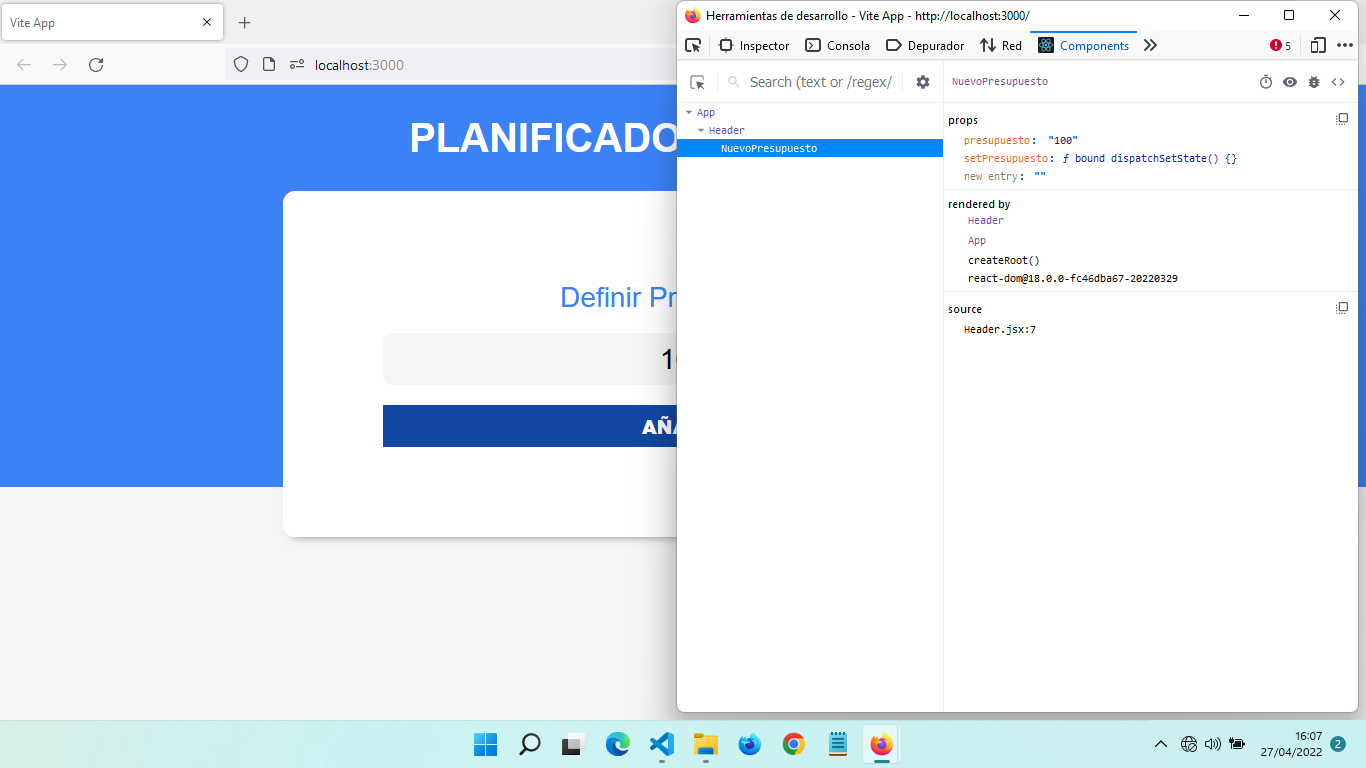 Vite App
localhost:3000
PLANIFICADO
Definir Pr
AÑA
Herramientas de desarrollo - Vite App - http://localhost:3000/
Inspector
Consola
Depurador
Red
Components
5
Search (text or /regex/
App
Header
NuevoPresupuesto
NuevoPresupuesto
props
presupuesto: "100"
setPresupuesto: ƒ bound dispatchSetState() {}
new entry: ""
rendered by
Header
App
createRoot()
react-dom@18.0.0-fc46dba67-20220329
source
Header.jsx:7
16:07
27/04/2022
2